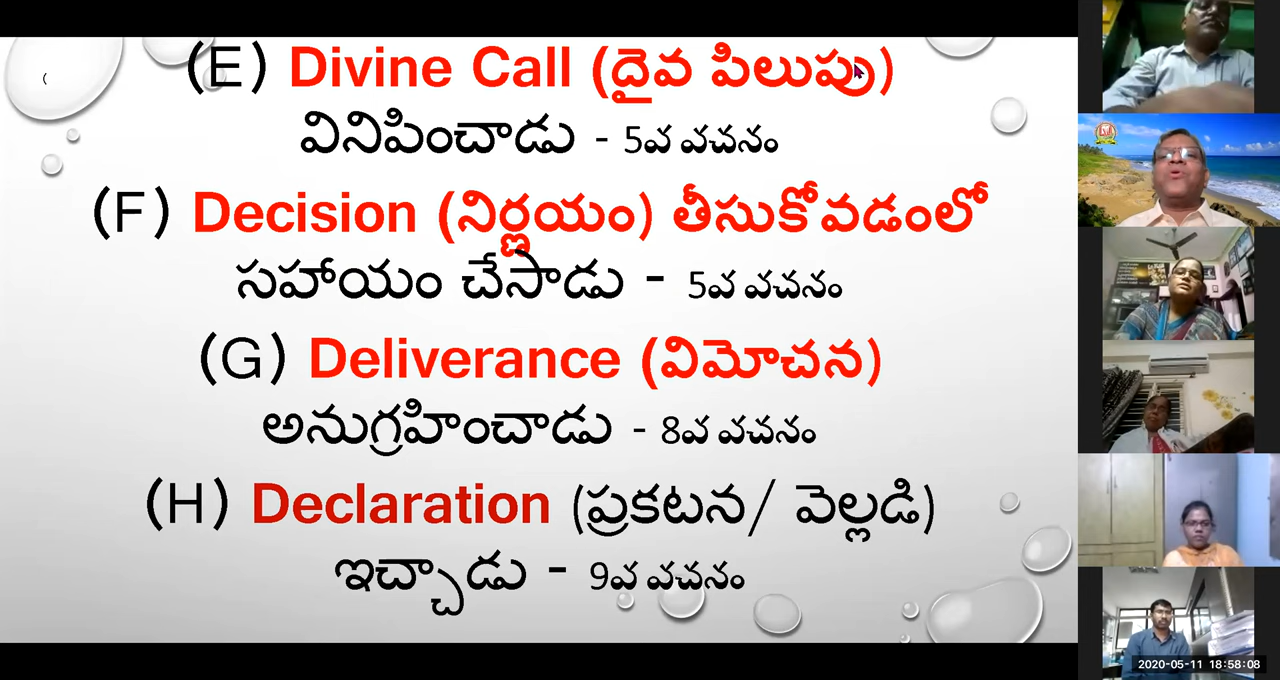 (
(E) Divine Call (దైవ పిలుపు)
వినిపించాడు - 5వ వచనం
(F) Decision (నిర్ణయం) తీసుకోవడంలో
సహాయం చేసాడు - 5వ వచనం
(G) Deliverance (విమోచన)
అనుగ్రహించాడు - 8వ వచనం
(H) Declaration (ప్రకటన/ వెల్లడి)
ఇచ్చాడు - 9వ వచనం
2020-05-11 18:58:08